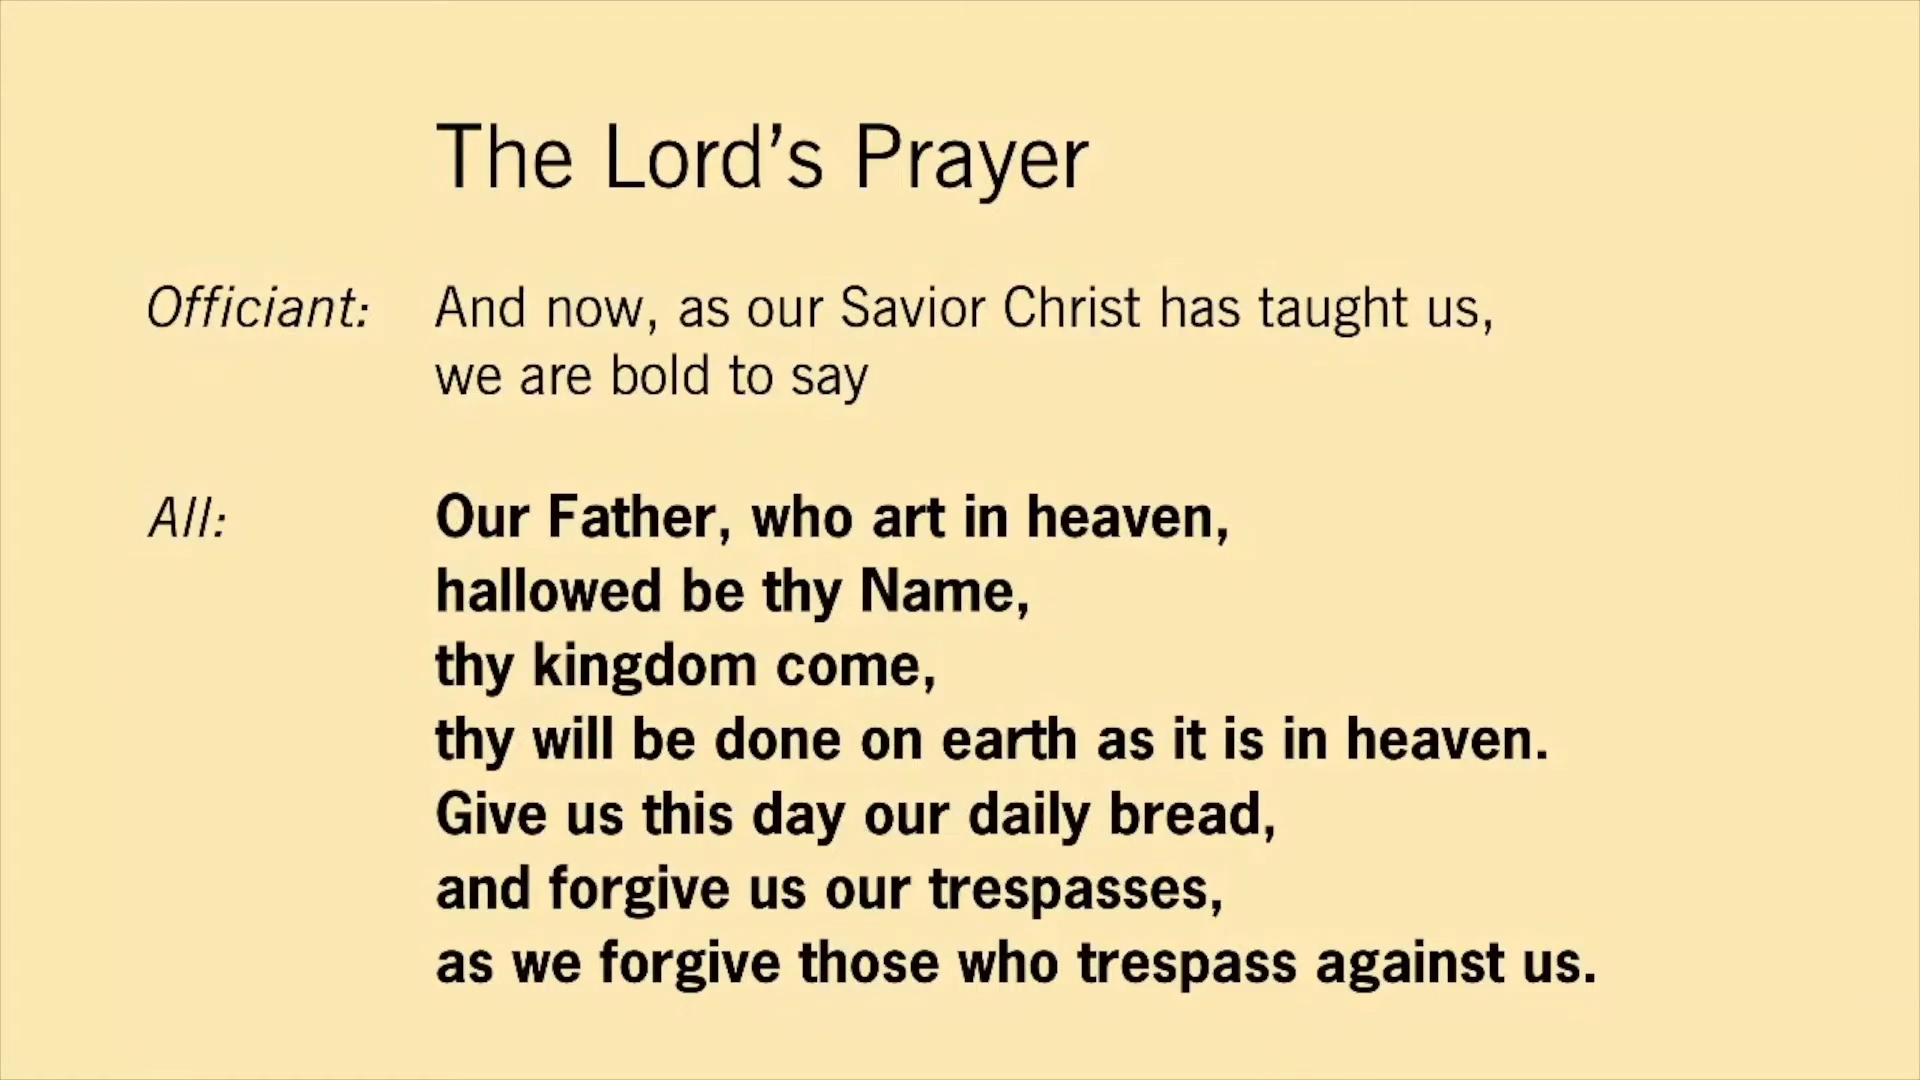 The Lord’s Prayer
Officiant: And now, as our Savior Christ has taught us,
we are bold to say
All: Our Father, who art in heaven,
hallowed be thy Name,
thy kingdom come,
thy will be done on earth as it is in heaven.
Give us this day our daily bread,
and forgive us our trespasses,
as we forgive those who trespass against us.